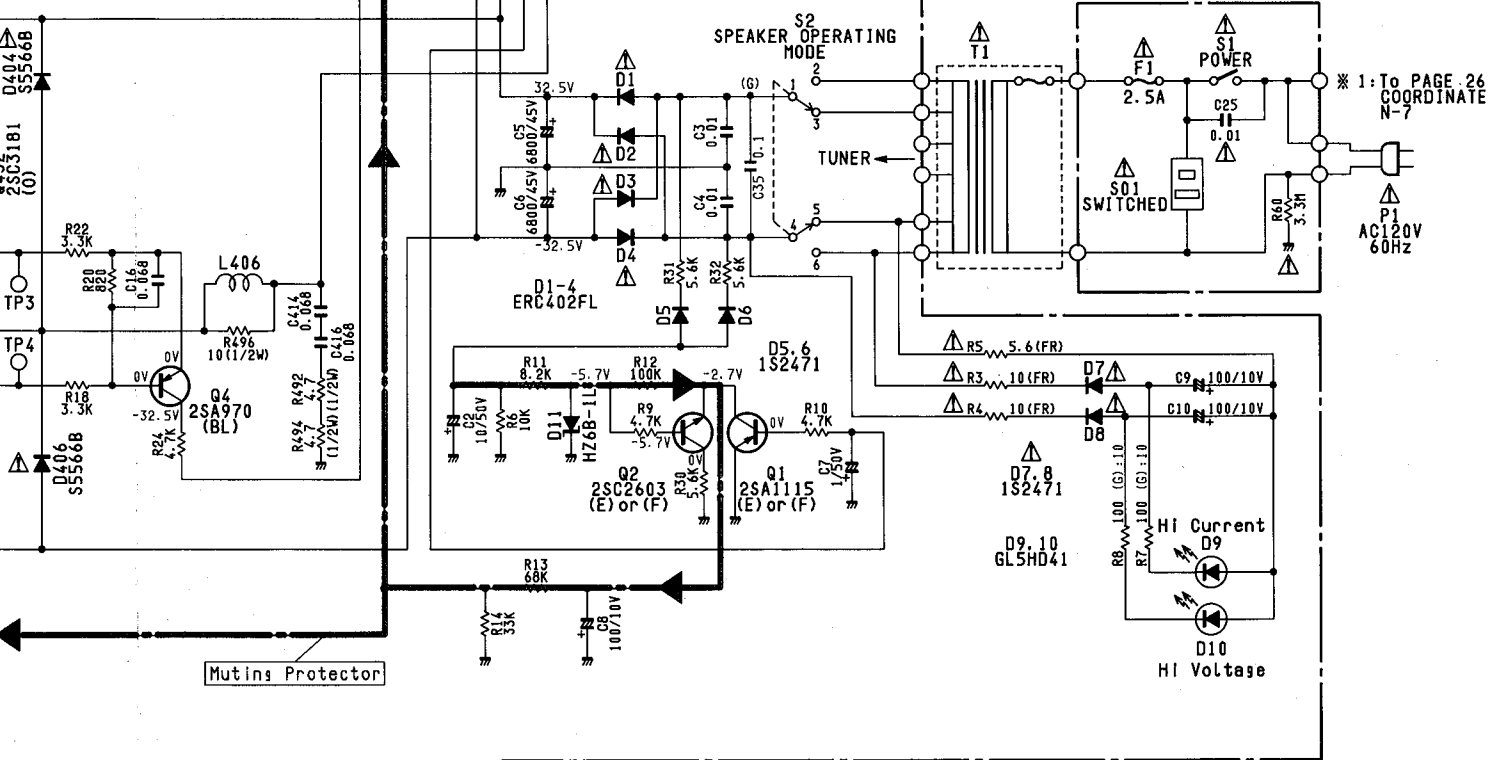 D404
S5566B
2SC3181
(O)
R22
3.3K
R20
820
C16
0.068
TP3
TP4
R18
3.3K
0V
0V
-32.5V
R24
4.7K
Q4
2SA970
(BL)
D406
S5566B
L406
R496
10(1/2W)
C414
0.068
C416
0.068
R492
4.7
(1/2W)
R494
4.7
(1/2W)
Muting Protector
32.5V
C5
6800/45V
+
C6
6800/45V
+
-32.5V
D1
D2
D3
D4
D1-4
ERC402FL
C3
0.01
C4
0.01
C35
0.1
(G)
R31
5.6K
R32
5.6K
D5
D6
D5,6
1S2471
S2
SPEAKER OPERATING
MODE
1
2
3
4
5
6
TUNER
T1
F1
2.5A
S1
POWER
C25
0.01
SO1
SWITCHED
R60
3.3M
※ 1:To PAGE 26
COORDINATE
N-7
P1
AC120V
60Hz
R11
8.2K
-5.7V
R12
100K
-2.7V
C2
10/50V
+
R6
10K
D11
HZ6B-1L
R9
4.7K
-5.7V
0V
R30
5.6K
Q2
2SC2603
(E)or(F)
Q1
2SA1115
(E)or(F)
0V
R10
4.7K
C7
1/50V
+
R13
68K
R14
33K
C8
100/10V
+
R5
5.6(FR)
R3
10(FR)
R4
10(FR)
D7
D8
C9
100/10V
+
C10
100/10V
+
D7,8
1S2471
D9,10
GL5HD41
R8
100 (G):10
R7
100 (G):10
Hi Current
D9
D10
Hi Voltage